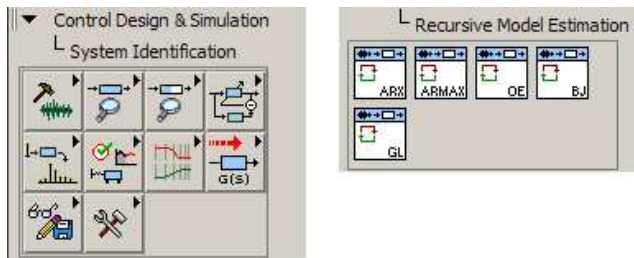 Control Design & Simulation
System Identification
G(s)
Recursive Model Estimation
ARX ARMAX OE BJ
GL